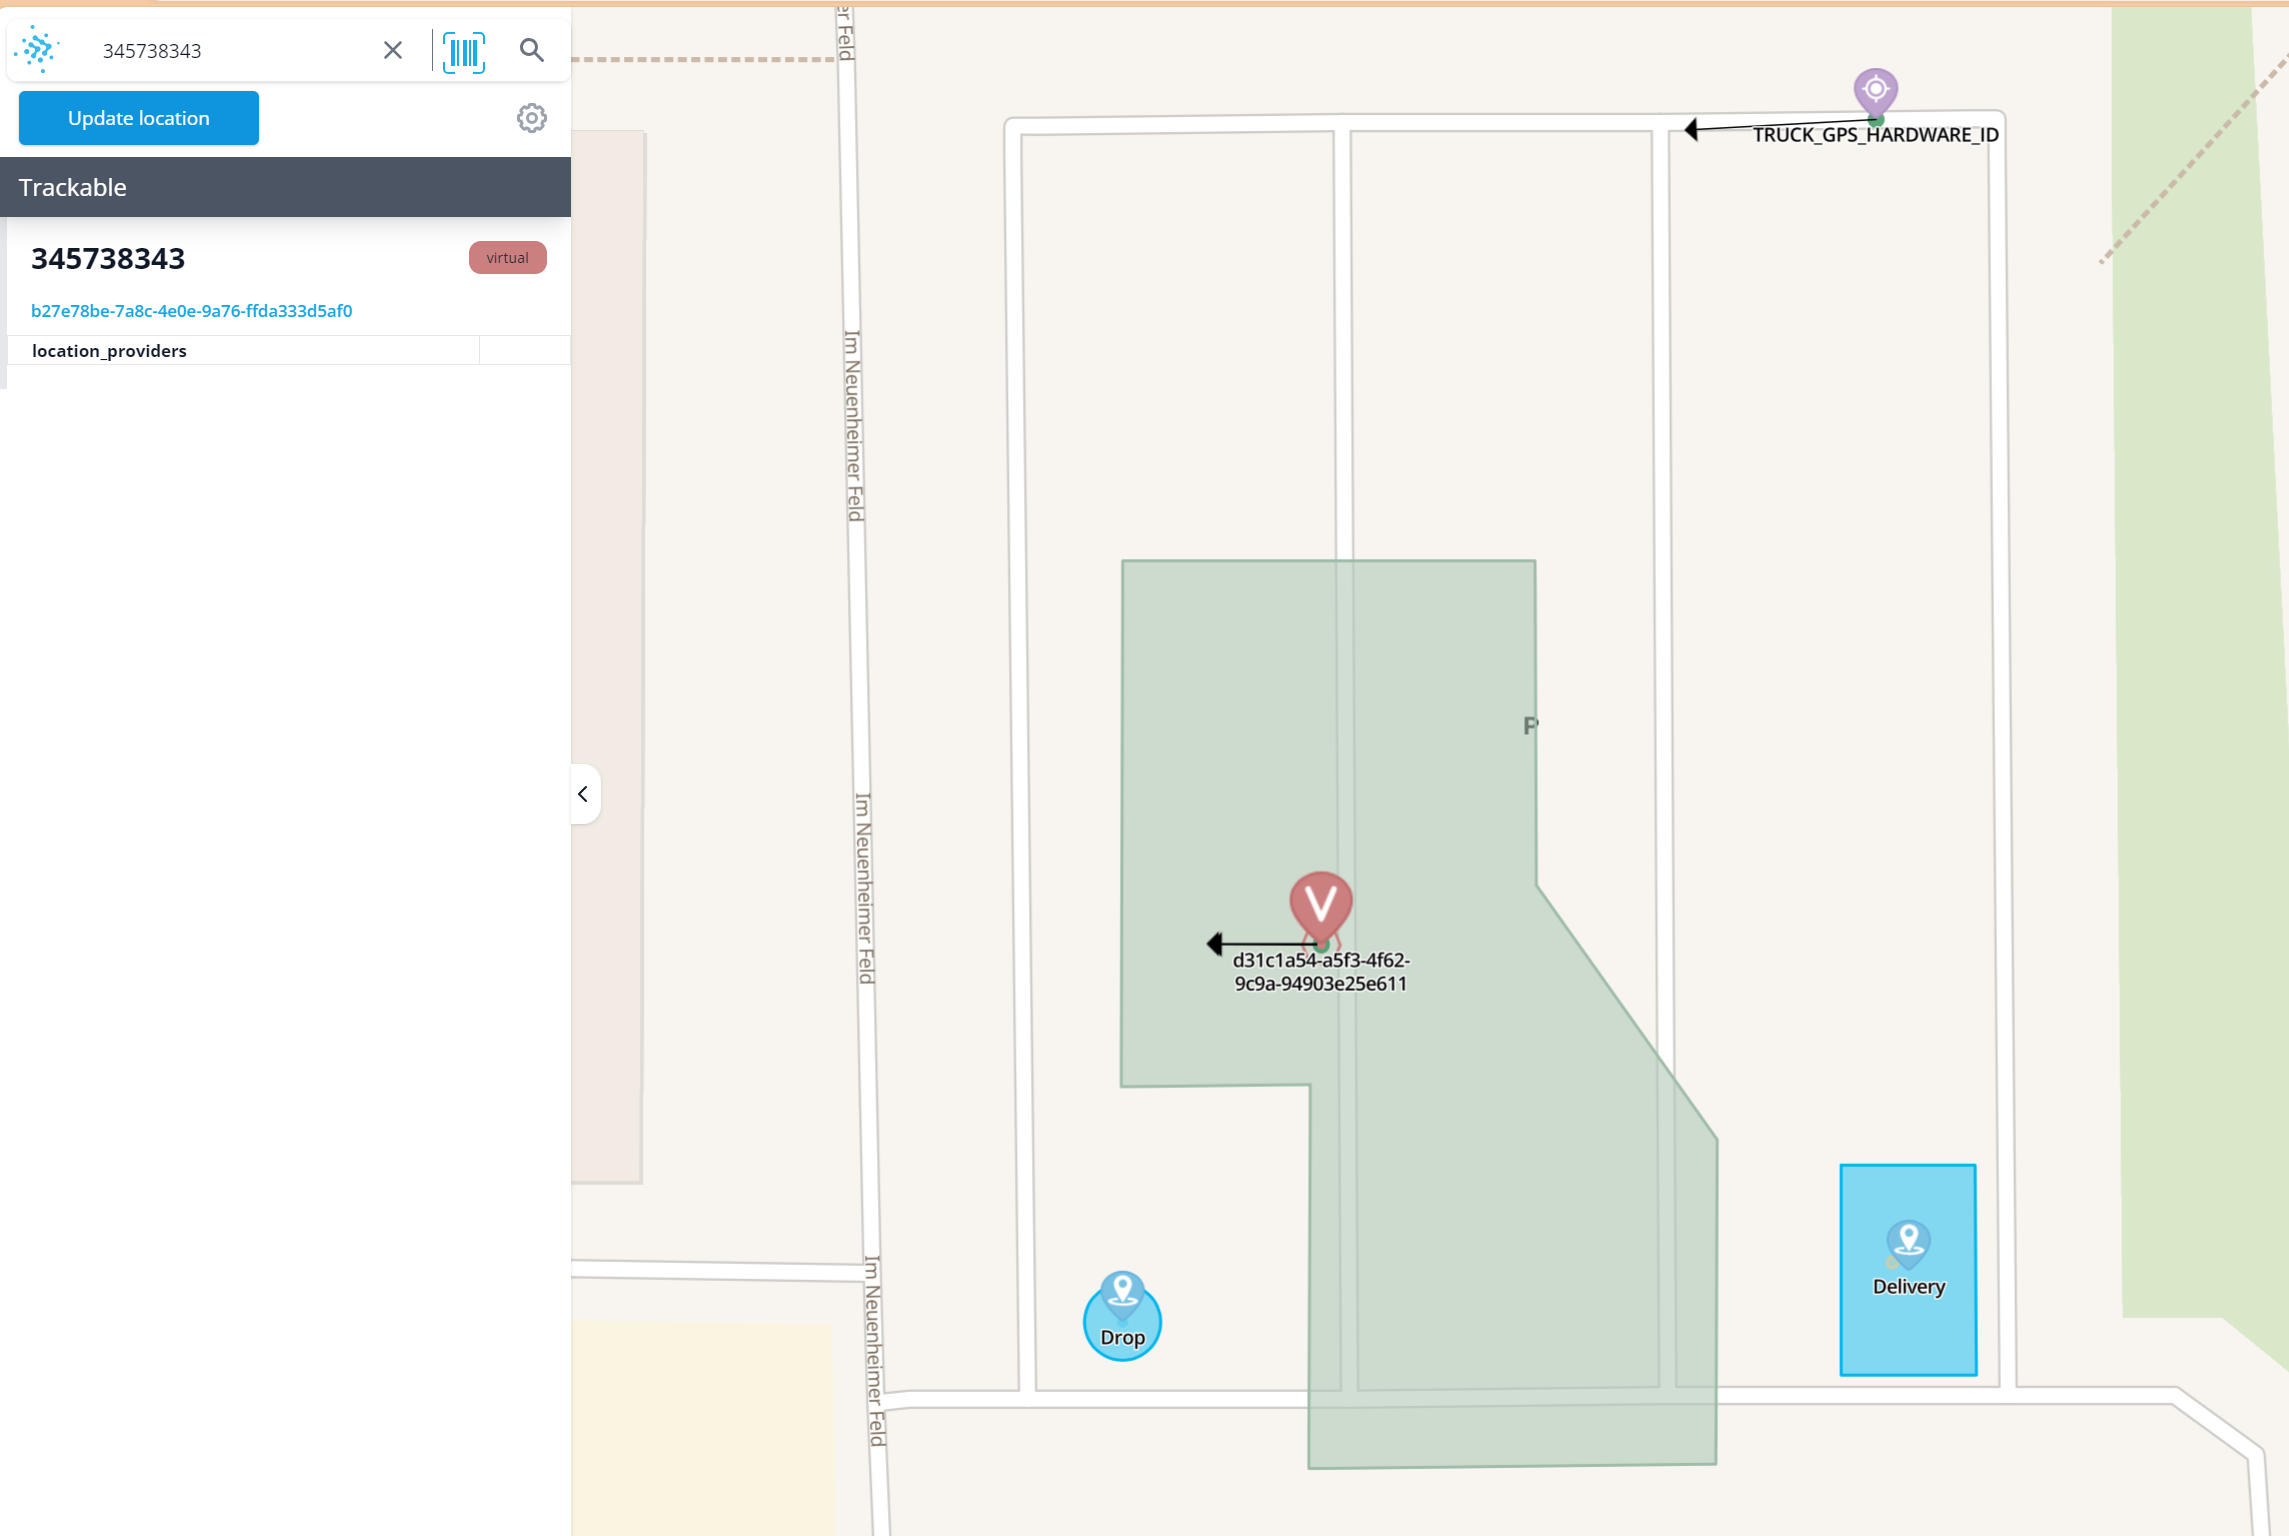 345738343
Update location
Trackable
345738343
virtual
b27e78be-7a8c-4e0e-9a76-ffda333d5af0
location_providers
er Feld
TRUCK_GPS_HARDWARE_ID
Im Neuenheimer Feld
P
Im Neuenheimer Feld
V
d31c1a54-a5f3-4f62-
9c9a-94903e25e611
Im Neuenheimer Feld
Delivery
Drop